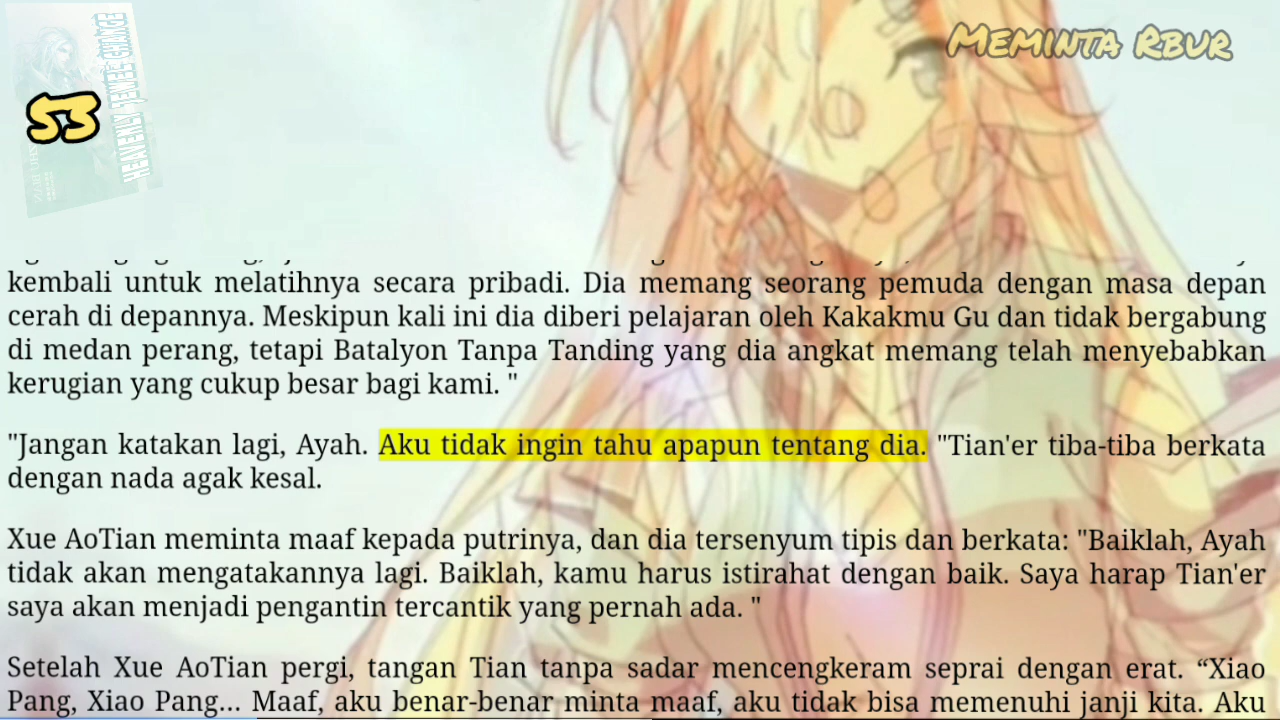 MEMINTA RBUR
53
HEAVENLY JEWEL CHANGE
kembali untuk melatihnya secara pribadi. Dia memang seorang pemuda dengan masa depan
cerah di depannya. Meskipun kali ini dia diberi pelajaran oleh Kakakmu Gu dan tidak bergabung
di medan perang, tetapi Batalyon Tanpa Tanding yang dia angkat memang telah menyebabkan
kerugian yang cukup besar bagi kami. "
"Jangan katakan lagi, Ayah. Aku tidak ingin tahu apapun tentang dia. "Tian'er tiba-tiba berkata
dengan nada agak kesal.
Xue AoTian meminta maaf kepada putrinya, dan dia tersenyum tipis dan berkata: "Baiklah, Ayah
tidak akan mengatakannya lagi. Baiklah, kamu harus istirahat dengan baik. Saya harap Tian'er
saya akan menjadi pengantin tercantik yang pernah ada. "
Setelah Xue AoTian pergi, tangan Tian tanpa sadar mencengkeram seprai dengan erat. “Xiao
Pang, Xiao Pang... Maaf, aku benar-benar minta maaf, aku tidak bisa memenuhi janji kita. Aku